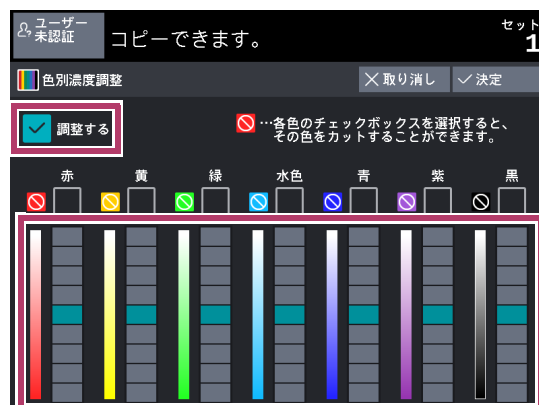 ユーザー
未認証
コピーできます。
セット
1
色別濃度調整
取り消し
決定
調整する
…各色のチェックボックスを選択すると、
その色をカットすることができます。
赤 黄 緑 水色 青 紫 黒